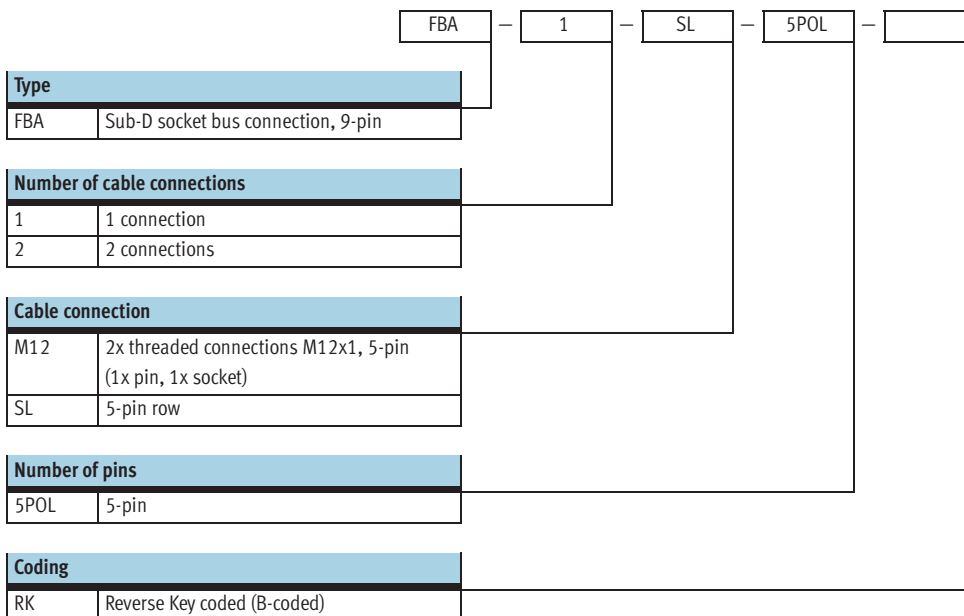 FBA – 1 – SL – 5POL –
Type
FBA Sub-D socket bus connection, 9-pin
Number of cable connections
1 1 connection
2 2 connections
Cable connection
M12 2x threaded connections M12x1, 5-pin
(1x pin, 1x socket)
SL 5-pin row
Number of pins
5POL 5-pin
Coding
RK Reverse Key coded (B-coded)